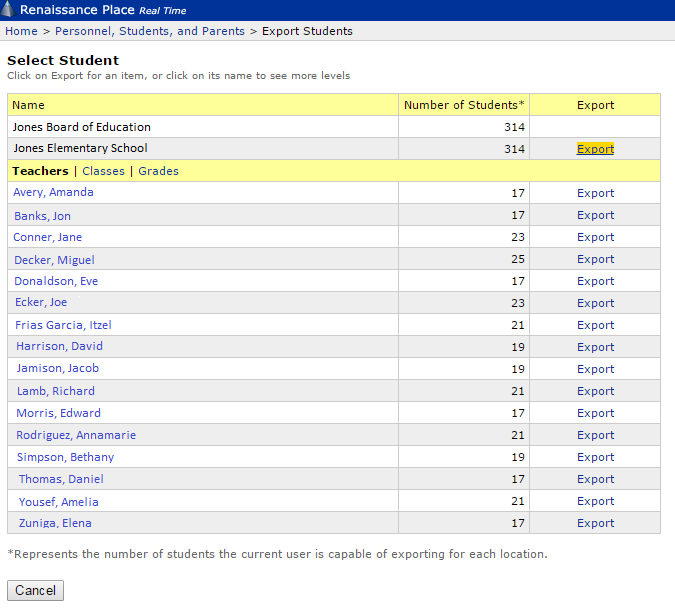 Renaissance Place Real Time
Home > Personnel, Students, and Parents > Export Students
Select Student
Click on Export for an item, or click on its name to see more levels
Name Number of Students* Export
Jones Board of Education 314
Jones Elementary School 314 Export
Teachers | Classes | Grades
Avery, Amanda 17 Export
Banks, Jon 17 Export
Conner, Jane 23 Export
Decker, Miguel 25 Export
Donaldson, Eve 17 Export
Ecker, Joe 23 Export
Frias Garcia, Itzel 21 Export
Harrison, David 19 Export
Jamison, Jacob 19 Export
Lamb, Richard 21 Export
Morris, Edward 17 Export
Rodriguez, Annamarie 21 Export
Simpson, Bethany 19 Export
Thomas, Daniel 17 Export
Yousef, Amelia 21 Export
Zuniga, Elena 17 Export
*Represents the number of students the current user is capable of exporting for each location.
Cancel